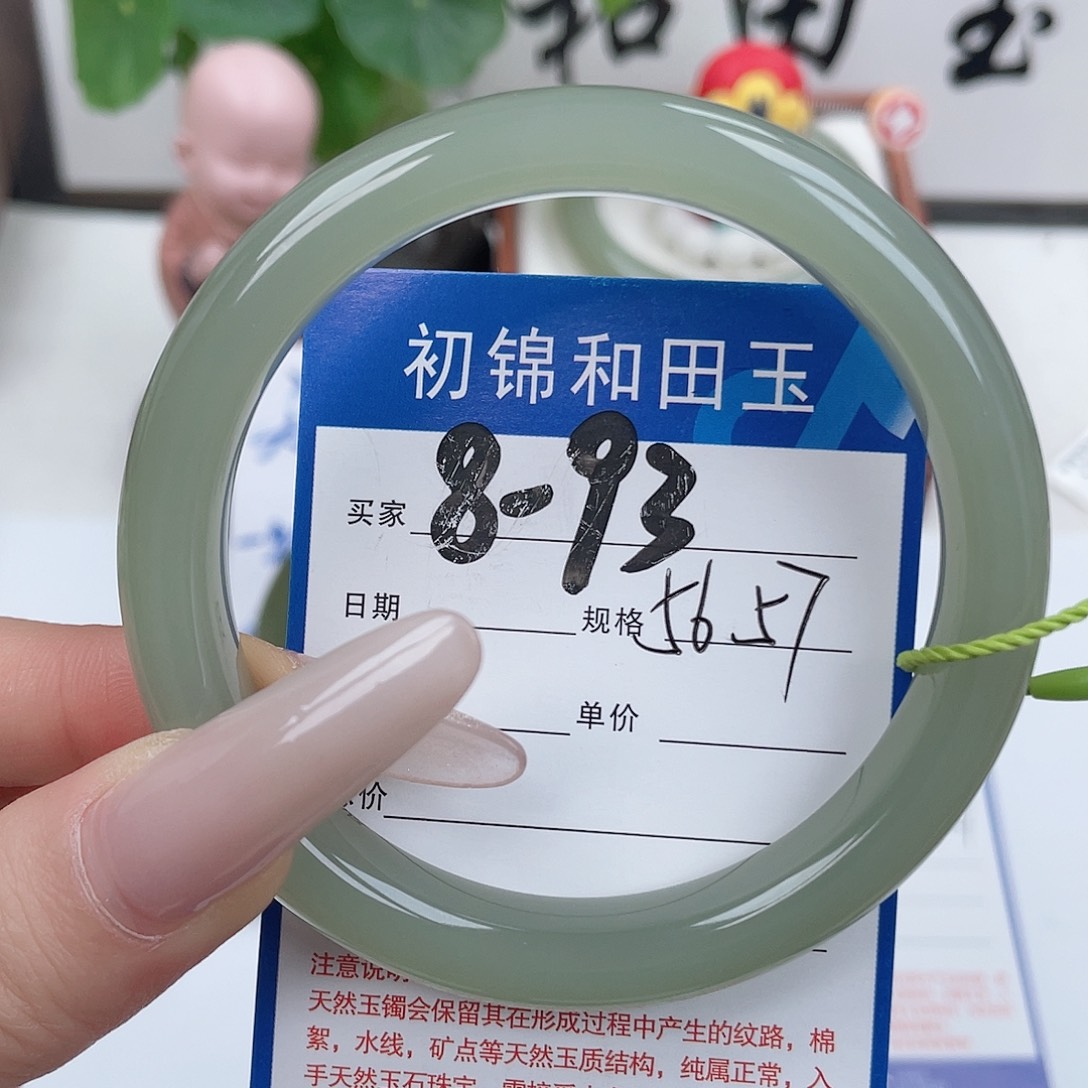 和田玉
初锦和田玉
买家 8-93
日期 规格 56 57
单价
价
注意说明
天然玉镯会保留其在形成过程中产生的纹路，棉
絮，水线，矿点等天然玉质结构，纯属正常，入
手天然玉石珠宝